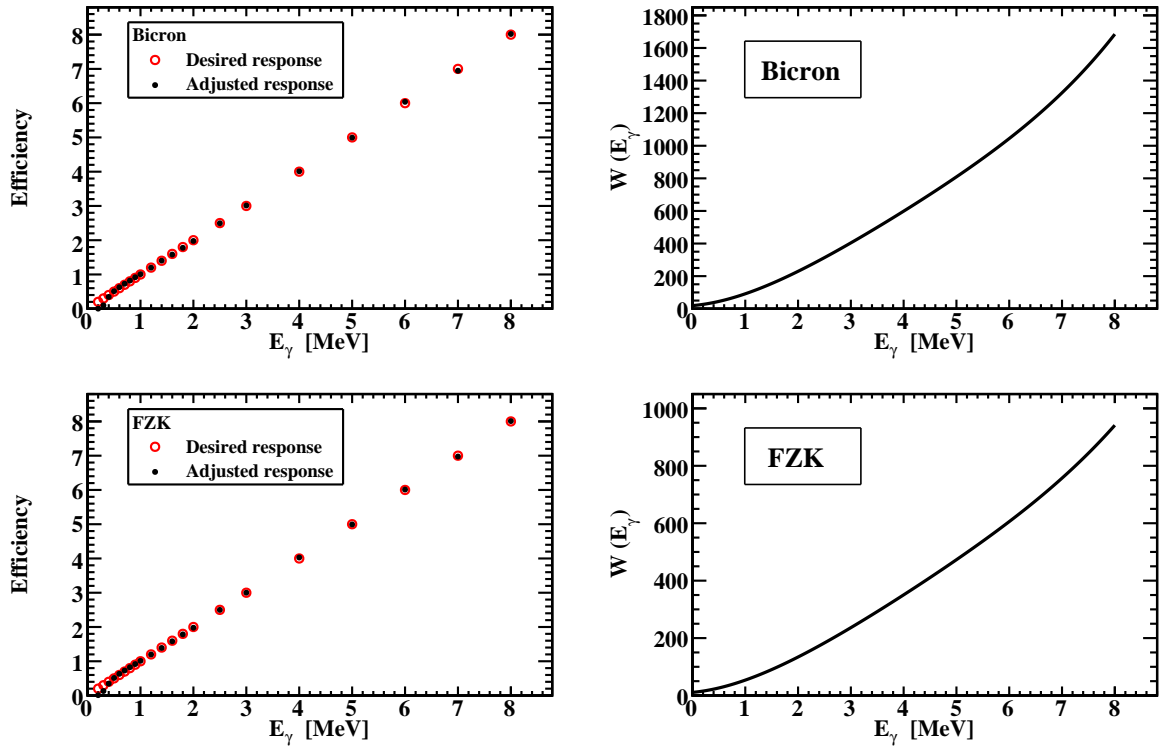 Efficiency
8
7
6
5
4
3
2
1
0
Bicron
Desired response
Adjusted response
0 1 2 3 4 5 6 7 8
E_γ [MeV]
W (E_γ)
1800
1600
1400
1200
1000
800
600
400
200
0
Bicron
0 1 2 3 4 5 6 7 8
E_γ [MeV]
Efficiency
8
7
6
5
4
3
2
1
0
FZK
Desired response
Adjusted response
0 1 2 3 4 5 6 7 8
E_γ [MeV]
W (E_γ)
1000
800
600
400
200
0
FZK
0 1 2 3 4 5 6 7 8
E_γ [MeV]